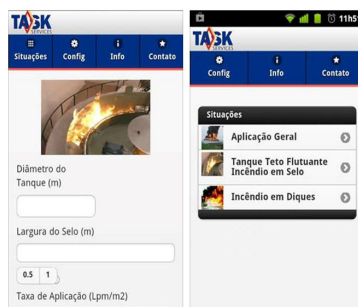 TASK
SERVICES
Situações Config Info Contato
Diâmetro do
Tanque (m)
Largura do Selo (m)
0.5 1
Taxa de Aplicação (Lpm/m2)
11h5
TASK
SERVICES
Config Info Contato
Situações
Aplicação Geral
Tanque Teto Flutuante
Incêndio em Selo
Incêndio em Diques